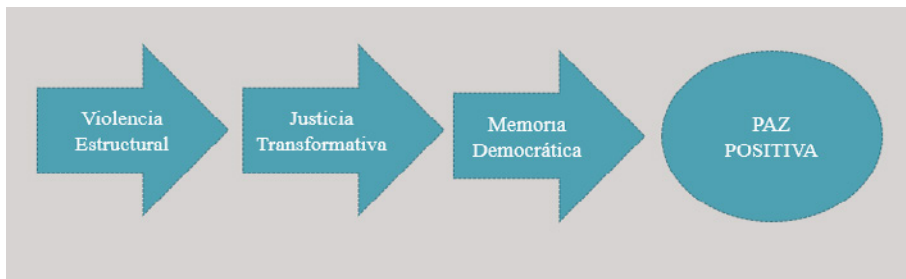 Violencia
Estructural
Justicia
Transformativa
Memoria
Democrática
PAZ
POSITIVA